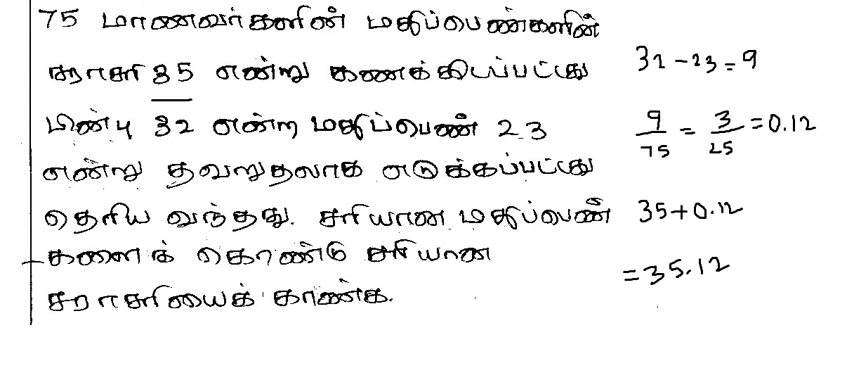 75 மாணவர்களின் மதிப்பெண்களின்
சராசரி 35 என்று கணக்கிடப்பட்டது
பின்பு 32 என்ற மதிப்பெண் 23
என்று தவறுதலாக எடுக்கப்பட்டது
தெரிய வந்தது. சரியான மதிப்பெண்
களைக் கொண்டு சரியான
சராசரியைக் காண்க.
32 - 23 = 9
9/75 = 3/25 = 0.12
35 + 0.12
= 35.12